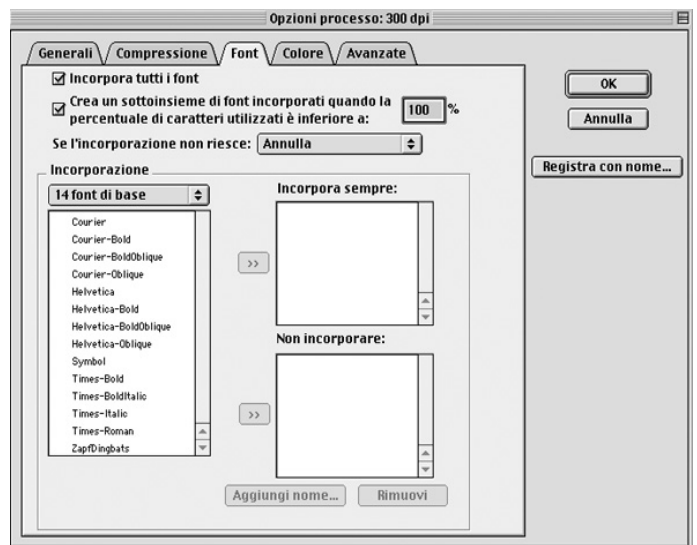 Opzioni processo: 300 dpi
Generali
Compressione
Font
Colore
Avanzate
Incorpora tutti i font
Crea un sottoinsieme di font incorporati quando la
percentuale di caratteri utilizzati è inferiore a:
100 %
Se l'incorporazione non riesce: Annulla
Incorporazione
14 font di base
Courier
Courier-Bold
Courier-BoldOblique
Courier-Oblique
Helvetica
Helvetica-Bold
Helvetica-BoldOblique
Helvetica-Oblique
Symbol
Times-Bold
Times-BoldItalic
Times-Italic
Times-Roman
ZapfDingbats
Incorpora sempre:
>>
Non incorporare:
>>
Aggiungi nome...
Rimuovi
OK
Annulla
Registra con nome...